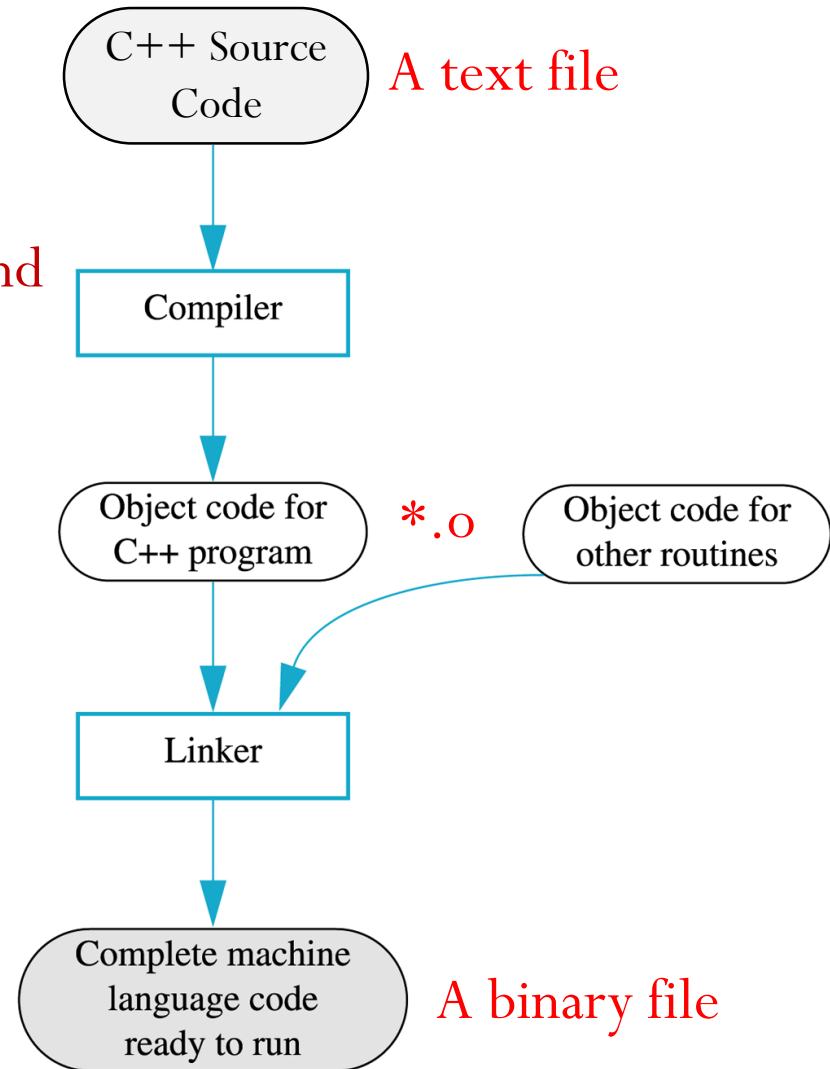 C++ Source
Code
A text file
nd
Compiler
Object code for
C++ program
*.o
Object code for
other routines
Linker
Complete machine
language code
ready to run
A binary file